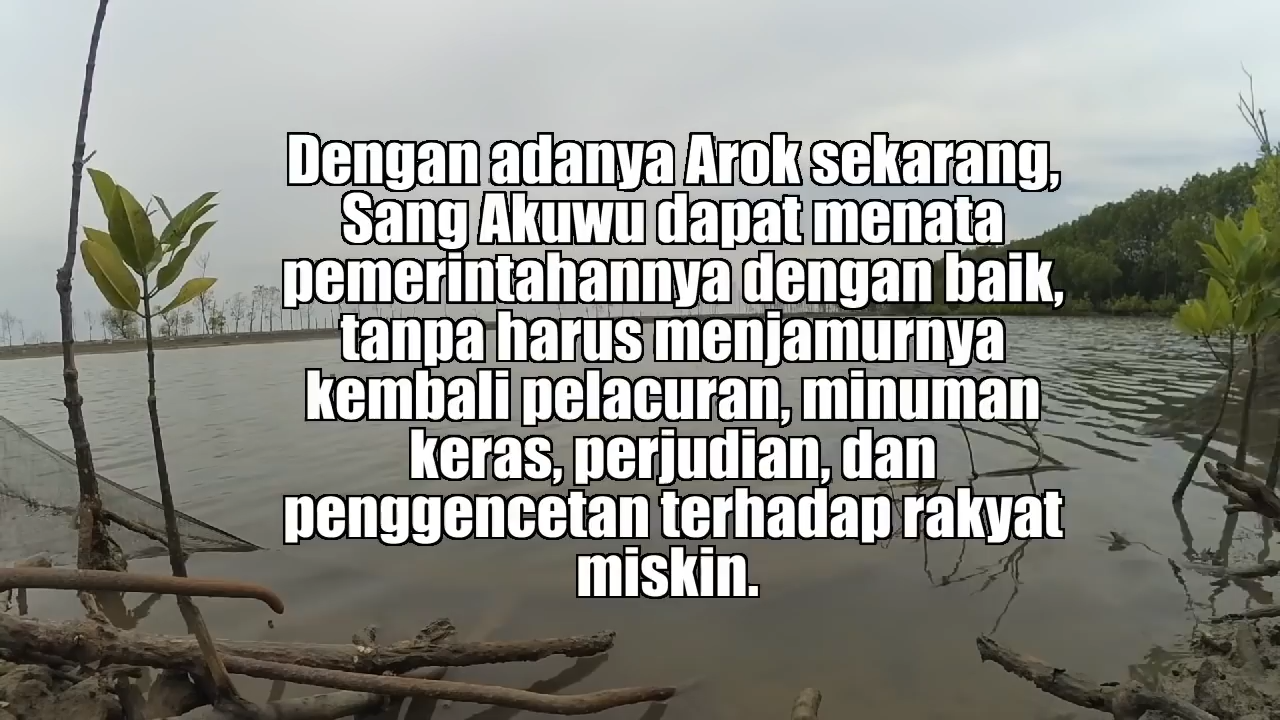 Dengan adanya Arok sekarang,
Sang Akuwu dapat menata
pemerintahannya dengan baik,
tanpa harus menjamurnya
kembali pelacuran, minuman
keras, perjudian, dan
penggencetan terhadap rakyat
miskin.